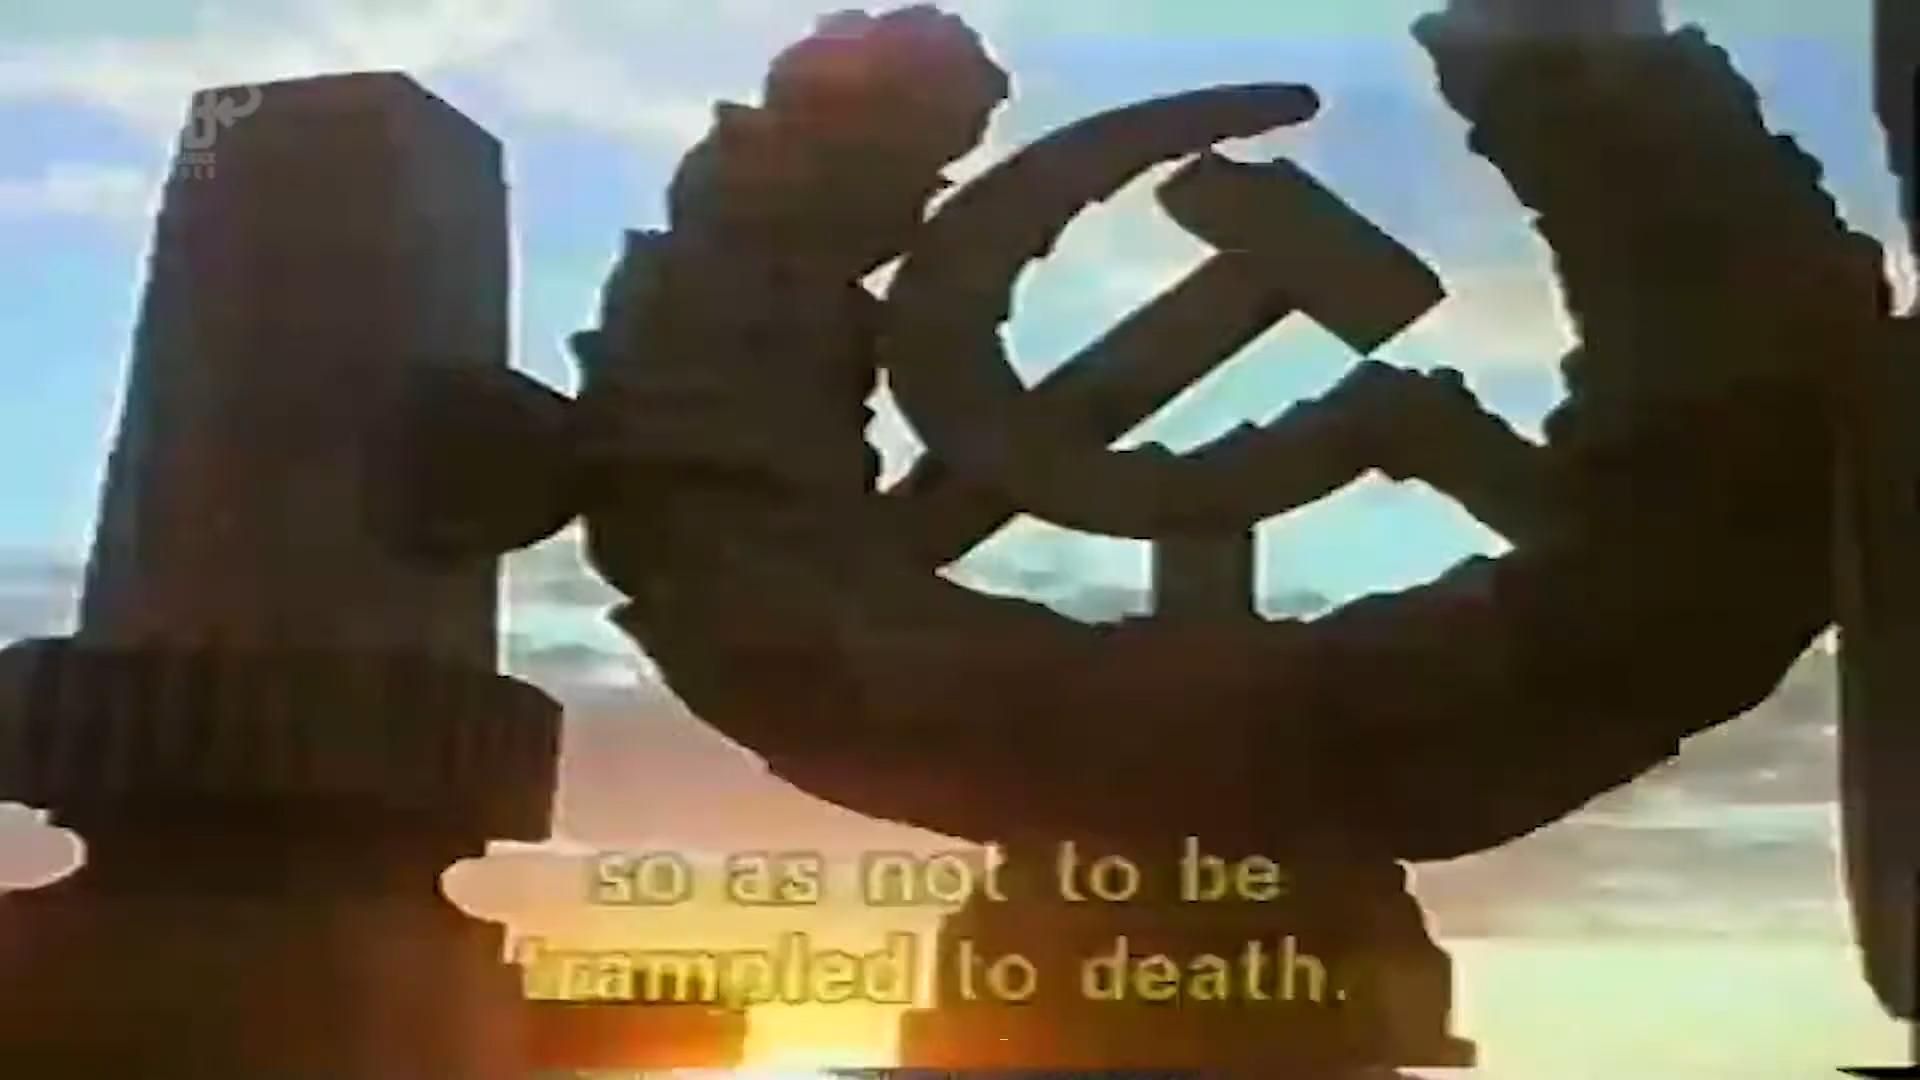 so as not to be
trampled to death.